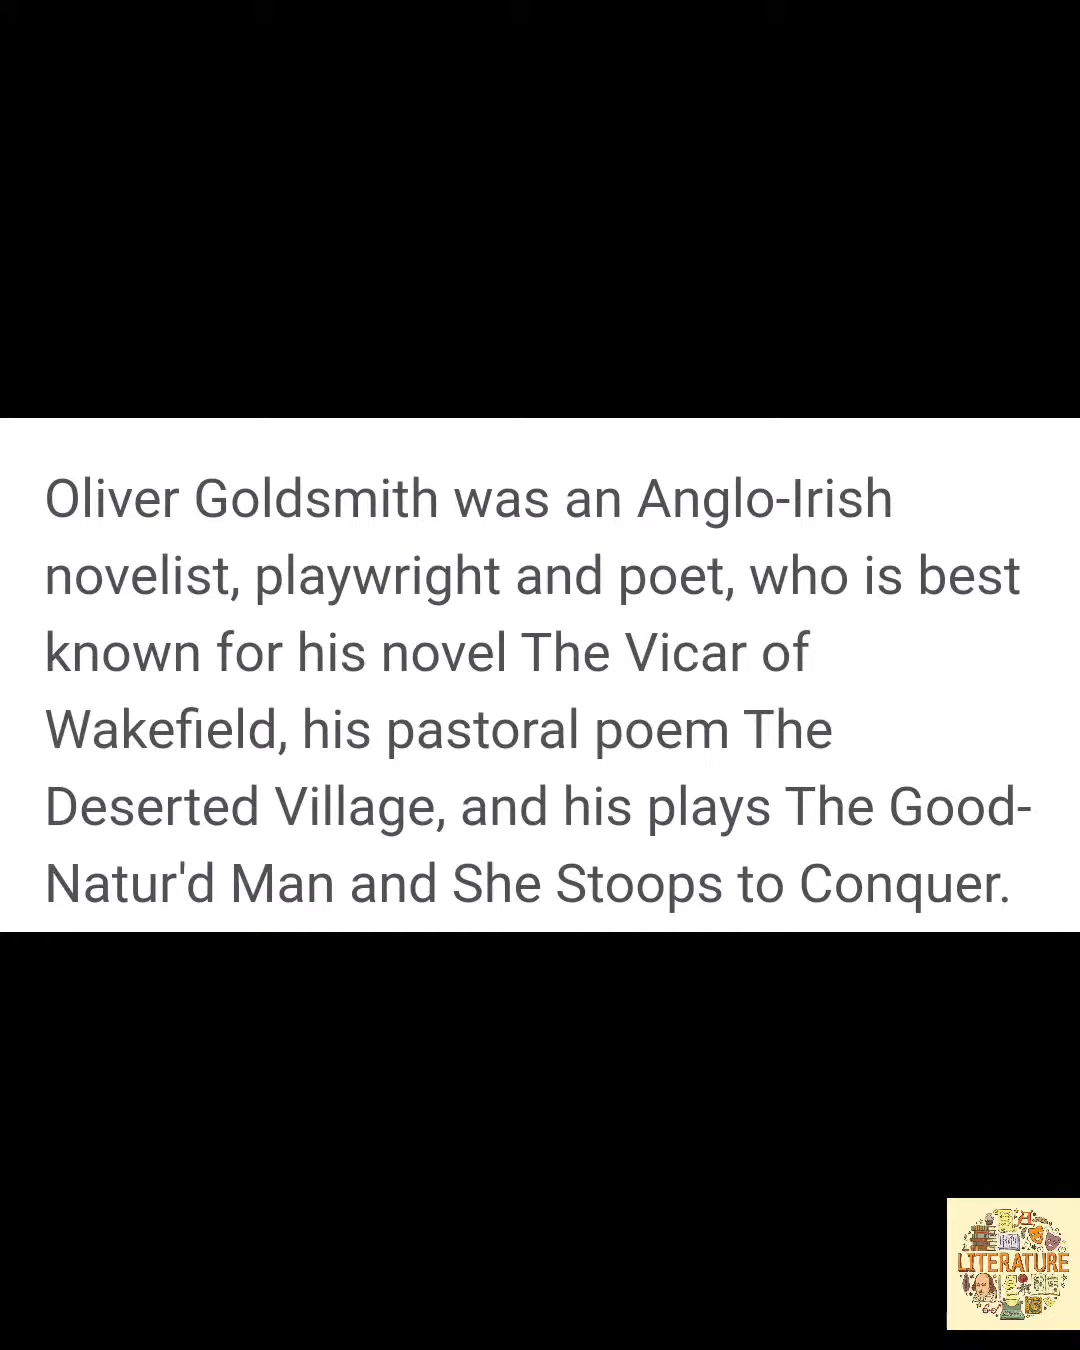 Oliver Goldsmith was an Anglo-Irish
novelist, playwright and poet, who is best
known for his novel The Vicar of
Wakefield, his pastoral poem The
Deserted Village, and his plays The Good-
Natur'd Man and She Stoops to Conquer.
LITERATURE